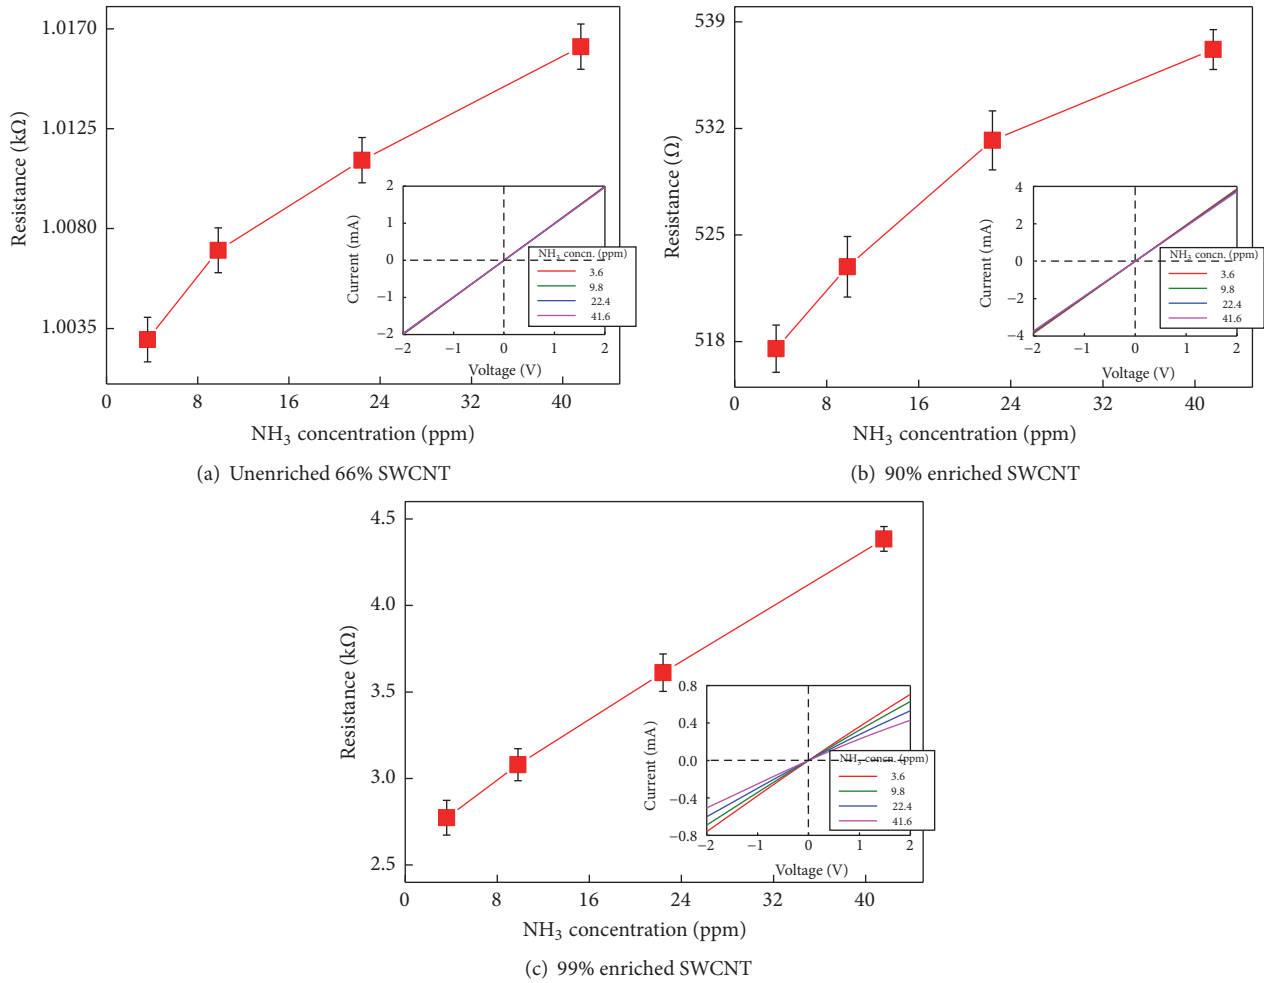 1.0170
1.0125
1.0080
1.0035
Resistance (kΩ)
0 8 16 24 32 40
NH3 concentration (ppm)
2
1
0
−1
−2
Current (mA)
−2 −1 0 1 2
Voltage (V)
NH3 concn. (ppm)
3.6
9.8
22.4
41.6
(a) Unenriched 66% SWCNT
539
532
525
518
Resistance (Ω)
0 8 16 24 32 40
NH3 concentration (ppm)
4
2
0
−2
−4
Current (mA)
−2 −1 0 1 2
Voltage (V)
NH3 concn. (ppm)
3.6
9.8
22.4
41.6
(b) 90% enriched SWCNT
4.5
4.0
3.5
3.0
2.5
Resistance (kΩ)
0 8 16 24 32 40
NH3 concentration (ppm)
0.8
0.4
0.0
−0.4
−0.8
Current (mA)
−2 −1 0 1 2
Voltage (V)
NH3 concn. (ppm)
3.6
9.8
22.4
41.6
(c) 99% enriched SWCNT